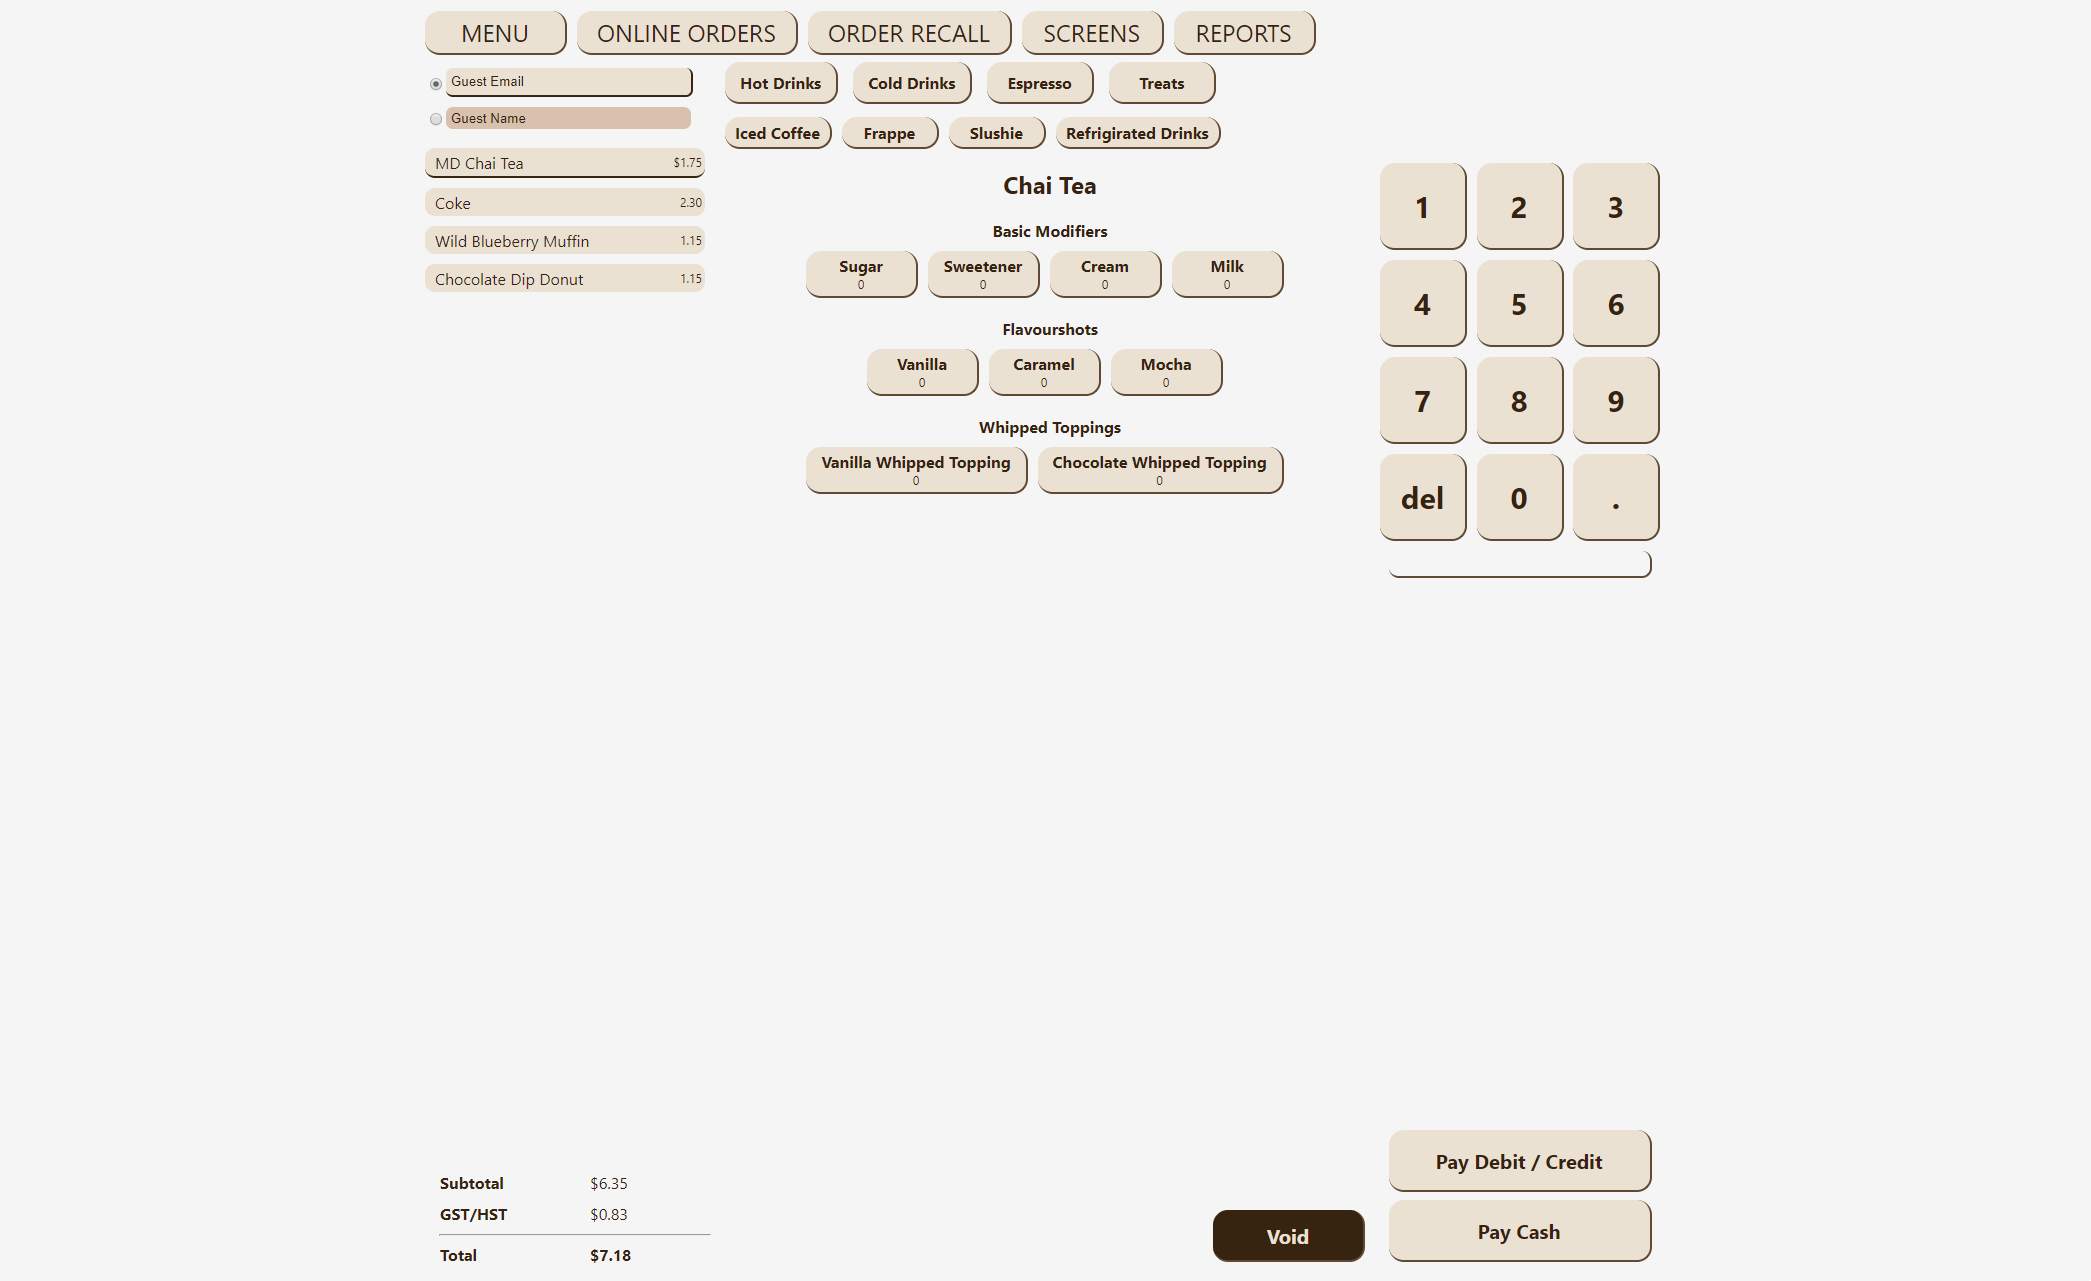 MENU ONLINE ORDERS ORDER RECALL SCREENS REPORTS
Guest Email
Guest Name
MD Chai Tea $1.75
Coke 2.30
Wild Blueberry Muffin 1.15
Chocolate Dip Donut 1.15
Hot Drinks Cold Drinks Espresso Treats
Iced Coffee Frappe Slushie Refrigirated Drinks
Chai Tea
Basic Modifiers
Sugar Sweetener Cream Milk
0 0 0 0
Flavourshots
Vanilla Caramel Mocha
0 0 0
Whipped Toppings
Vanilla Whipped Topping Chocolate Whipped Topping
0 0
1 2 3
4 5 6
7 8 9
del 0 .
Subtotal $6.35
GST/HST $0.83
Total $7.18
Void
Pay Debit / Credit
Pay Cash